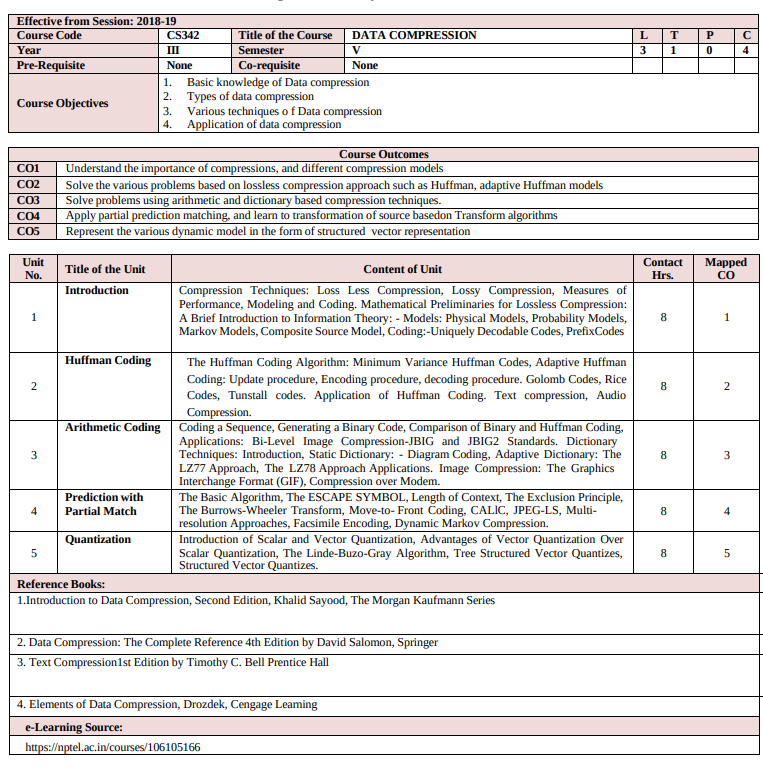 Effective from Session: 2018-19
Course Code CS342 Title of the Course DATA COMPRESSION L T P C
Year III Semester V 3 1 0 4
Pre-Requisite None Co-requisite None
Course Objectives
1. Basic knowledge of Data compression
2. Types of data compression
3. Various techniques o f Data compression
4. Application of data compression
Course Outcomes
CO1 Understand the importance of compressions, and different compression models
CO2 Solve the various problems based on lossless compression approach such as Huffman, adaptive Huffman models
CO3 Solve problems using arithmetic and dictionary based compression techniques.
CO4 Apply partial prediction matching, and learn to transformation of source basedon Transform algorithms
CO5 Represent the various dynamic model in the form of structured vector representation
Unit No. Title of the Unit Content of Unit Contact Hrs. Mapped CO
1 Introduction
Compression Techniques: Loss Less Compression, Lossy Compression, Measures of
Performance, Modeling and Coding. Mathematical Preliminaries for Lossless Compression:
A Brief Introduction to Information Theory: - Models: Physical Models, Probability Models,
Markov Models, Composite Source Model, Coding:-Uniquely Decodable Codes, PrefixCodes
8 1
2 Huffman Coding
The Huffman Coding Algorithm: Minimum Variance Huffman Codes, Adaptive Huffman
Coding: Update procedure, Encoding procedure, decoding procedure. Golomb Codes, Rice
Codes, Tunstall codes. Application of Huffman Coding. Text compression, Audio
Compression.
8 2
3 Arithmetic Coding
Coding a Sequence, Generating a Binary Code, Comparison of Binary and Huffman Coding,
Applications: Bi-Level Image Compression-JBIG and JBIG2 Standards. Dictionary
Techniques: Introduction, Static Dictionary: - Diagram Coding, Adaptive Dictionary: The
LZ77 Approach, The LZ78 Approach Applications. Image Compression: The Graphics
Interchange Format (GIF), Compression over Modem.
8 3
4 Prediction with
Partial Match
The Basic Algorithm, The ESCAPE SYMBOL, Length of Context, The Exclusion Principle,
The Burrows-Wheeler Transform, Move-to- Front Coding, CALIC, JPEG-LS, Multi-
resolution Approaches, Facsimile Encoding, Dynamic Markov Compression.
8 4
5 Quantization
Introduction of Scalar and Vector Quantization, Advantages of Vector Quantization Over
Scalar Quantization, The Linde-Buzo-Gray Algorithm, Tree Structured Vector Quantizes,
Structured Vector Quantizes.
8 5
Reference Books:
1.Introduction to Data Compression, Second Edition, Khalid Sayood, The Morgan Kaufmann Series
2. Data Compression: The Complete Reference 4th Edition by David Salomon, Springer
3. Text Compression1st Edition by Timothy C. Bell Prentice Hall
4. Elements of Data Compression, Drozdek, Cengage Learning
e-Learning Source:
https://nptel.ac.in/courses/106105166